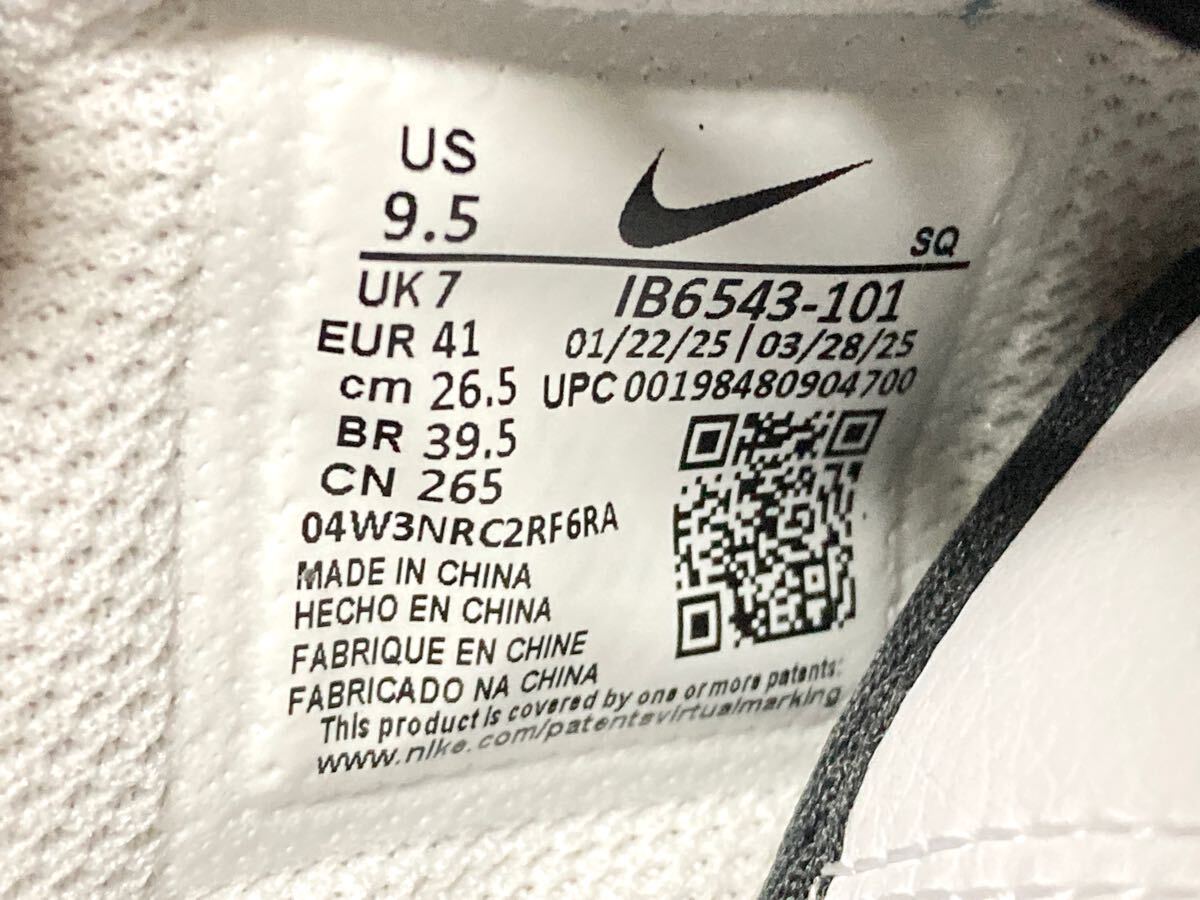 US
9.5
SQ
UK 7
IB6543-101
EUR 41
01/22/25 | 03/28/25
cm 26.5
UPC 00198480904700
BR 39.5
CN 265
04W3NRC2RF6RA
MADE IN CHINA
HECHO EN CHINA
FABRIQUE EN CHINE
FABRICADO NA CHINA
This product is covered by one or more patents:
www.nike.com/patentsvirtualmarking